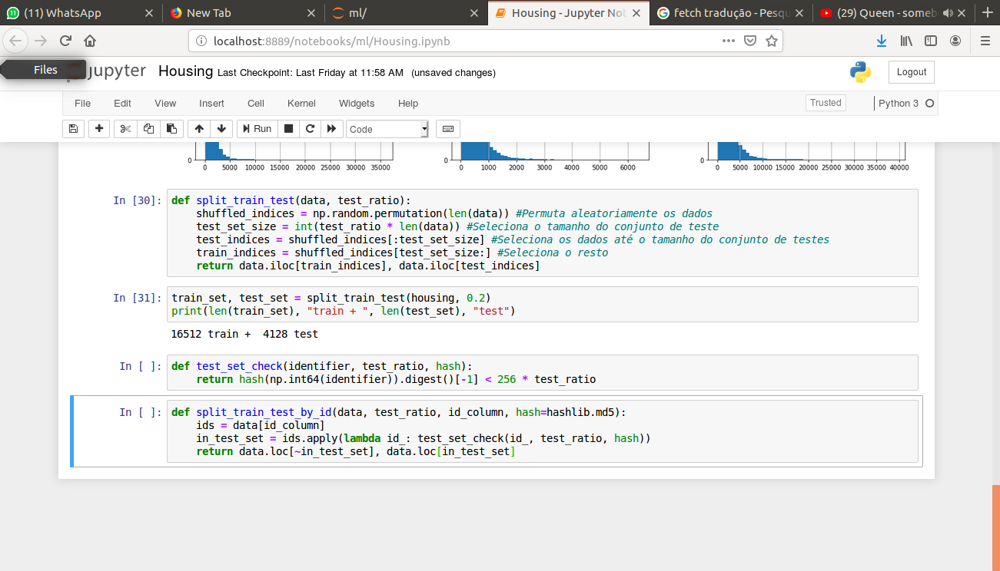 (11) WhatsApp
New Tab
ml/
Housing - Jupyter Not
fetch tradução - Pesqu
(29) Queen - someb
localhost:8889/notebooks/ml/Housing.ipynb
Files
jupyter Housing Last Checkpoint: Last Friday at 11:58 AM (unsaved changes)
Logout
File Edit View Insert Cell Kernel Widgets Help
Trusted
Python 3
Run
Code
0 0
0 5000 10000 15000 20000 25000 30000 35000
0 0 1000 2000 3000 4000 5000 6000
0 0 5000 10000 15000 20000 25000 30000 35000 40000
In [30]: def split_train_test(data, test_ratio):
shuffled_indices = np.random.permutation(len(data)) #Permuta aleatoriamente os dados
test_set_size = int(test_ratio * len(data)) #Seleciona o tamanho do conjunto de teste
test_indices = shuffled_indices[:test_set_size] #Seleciona os dados até o tamanho do conjunto de testes
train_indices = shuffled_indices[test_set_size:] #Seleciona o resto
return data.iloc[train_indices], data.iloc[test_indices]
In [31]: train_set, test_set = split_train_test(housing, 0.2)
print(len(train_set), "train + ", len(test_set), "test")
16512 train +  4128 test
In [ ]: def test_set_check(identifier, test_ratio, hash):
return hash(np.int64(identifier)).digest()[-1] < 256 * test_ratio
In [ ]: def split_train_test_by_id(data, test_ratio, id_column, hash=hashlib.md5):
ids = data[id_column]
in_test_set = ids.apply(lambda id_: test_set_check(id_, test_ratio, hash))
return data.loc[~in_test_set], data.loc[in_test_set]